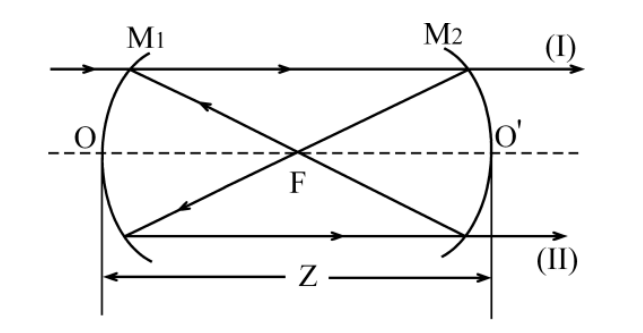 M1 M2 (I)
O O'
F
(II)
Z